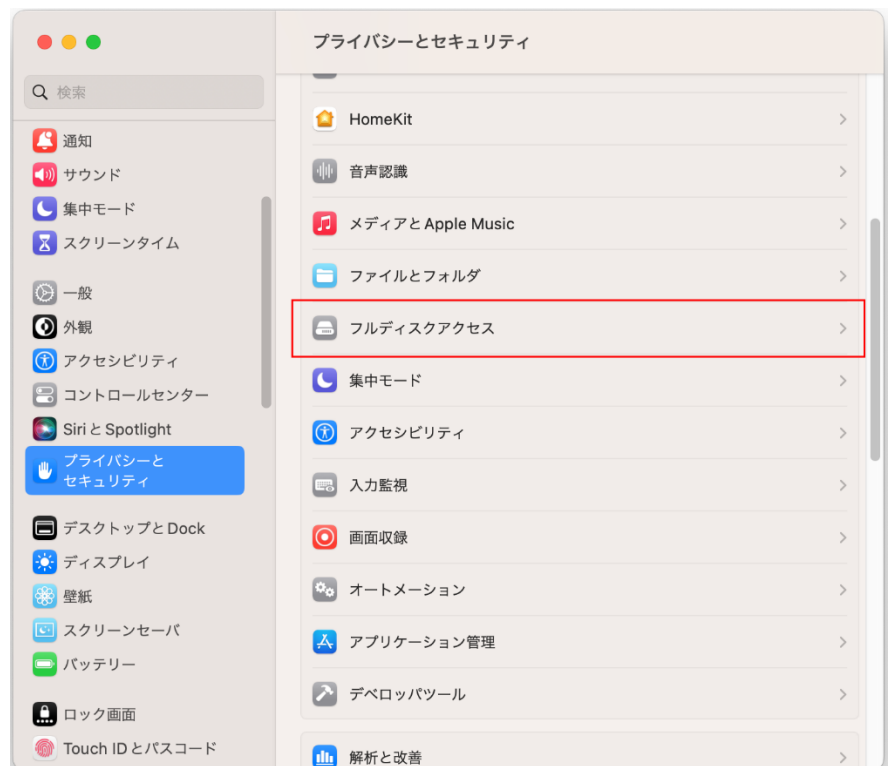 プライバシーとセキュリティ
検索
通知
サウンド
集中モード
スクリーンタイム
一般
外観
アクセシビリティ
コントロールセンター
Siri と Spotlight
プライバシーと
セキュリティ
デスクトップと Dock
ディスプレイ
壁紙
スクリーンセーバ
バッテリー
ロック画面
Touch ID とパスコード
HomeKit
音声認識
メディアと Apple Music
ファイルとフォルダ
フルディスクアクセス
集中モード
アクセシビリティ
入力監視
画面収録
オートメーション
アプリケーション管理
デベロッパツール
解析と改善